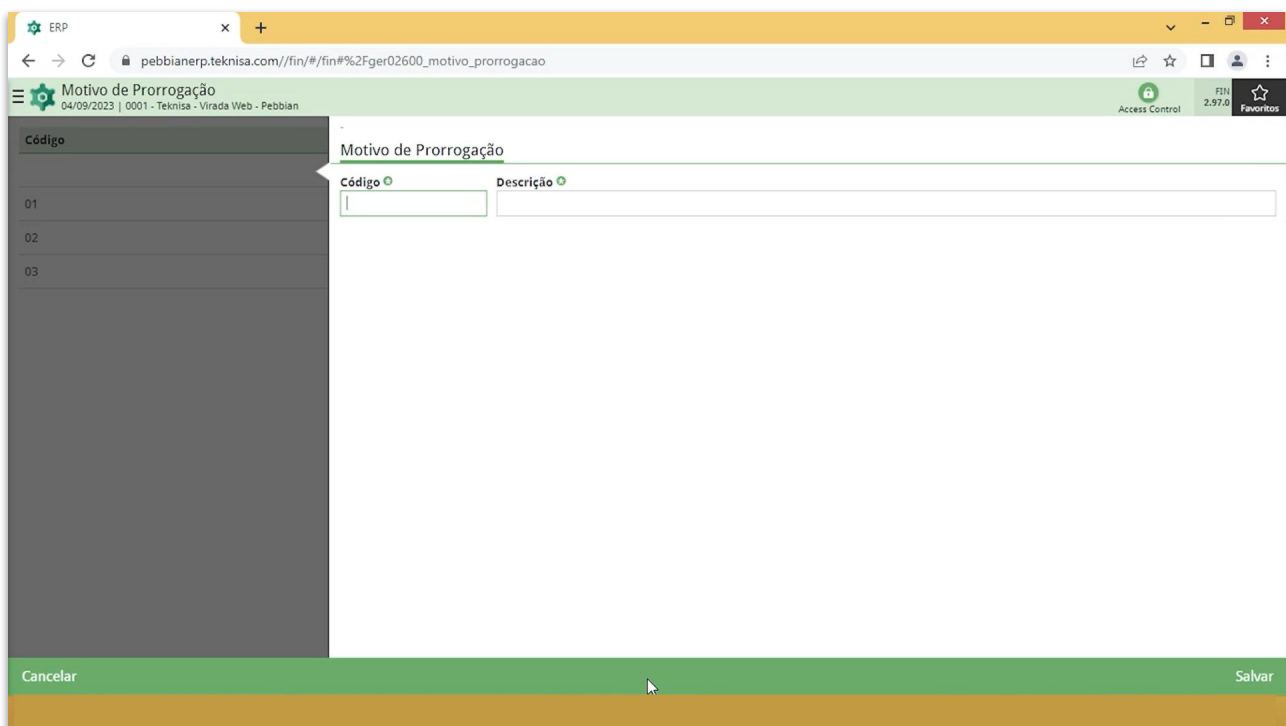 ERP
pebbianerp.teknisa.com//fin/#/fin#%2Fger02600_motivo_prorrogacao
Motivo de Prorrogação
04/09/2023 | 0001 - Teknisa - Virada Web - Pebbian
Access Control
FIN
2.97.0
Favoritos
Código
01
02
03
-
Motivo de Prorrogação
Código
Descrição
Cancelar
Salvar